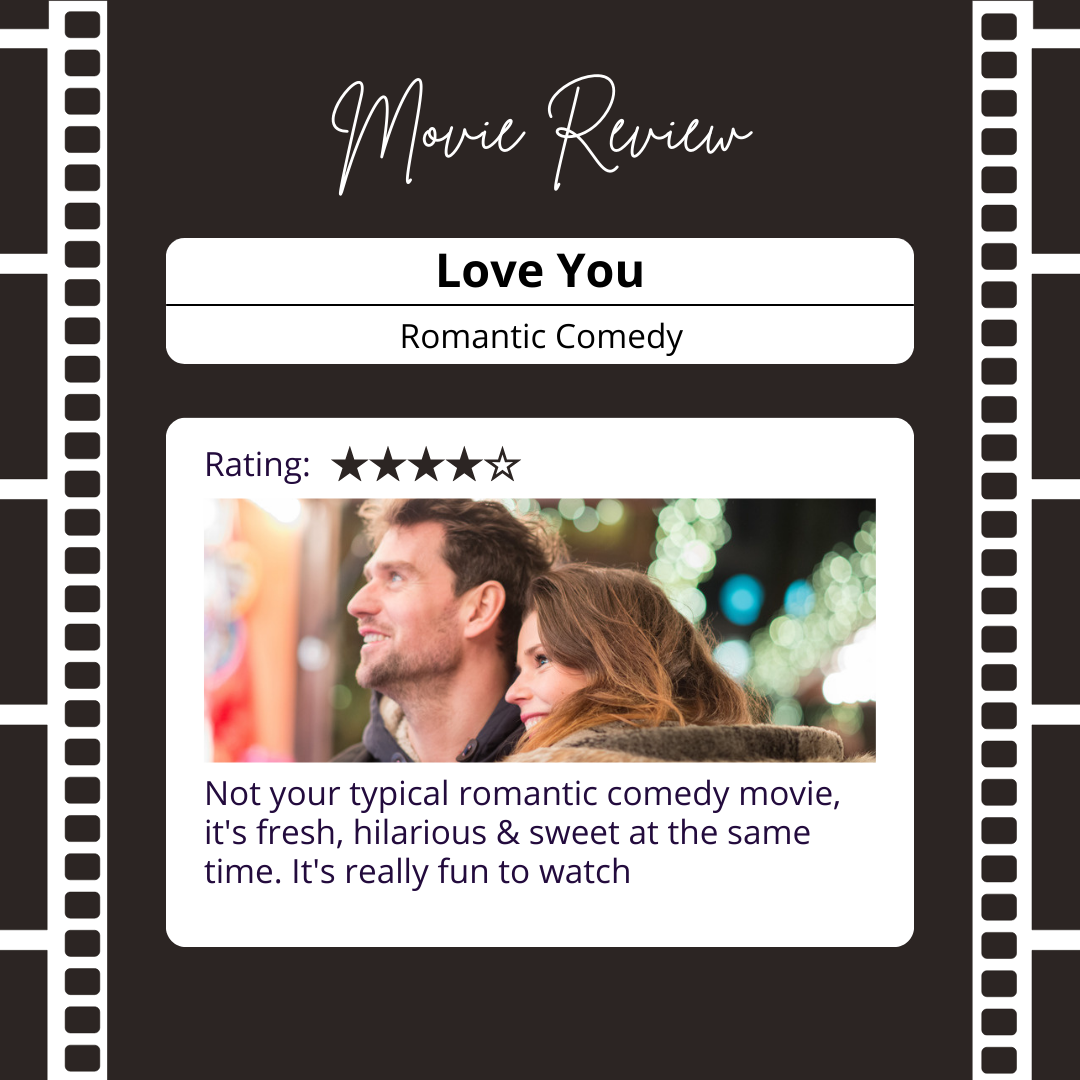 Movie Review
Love You
Romantic Comedy
Rating: ★★★★☆
Not your typical romantic comedy movie,
it's fresh, hilarious & sweet at the same
time. It's really fun to watch